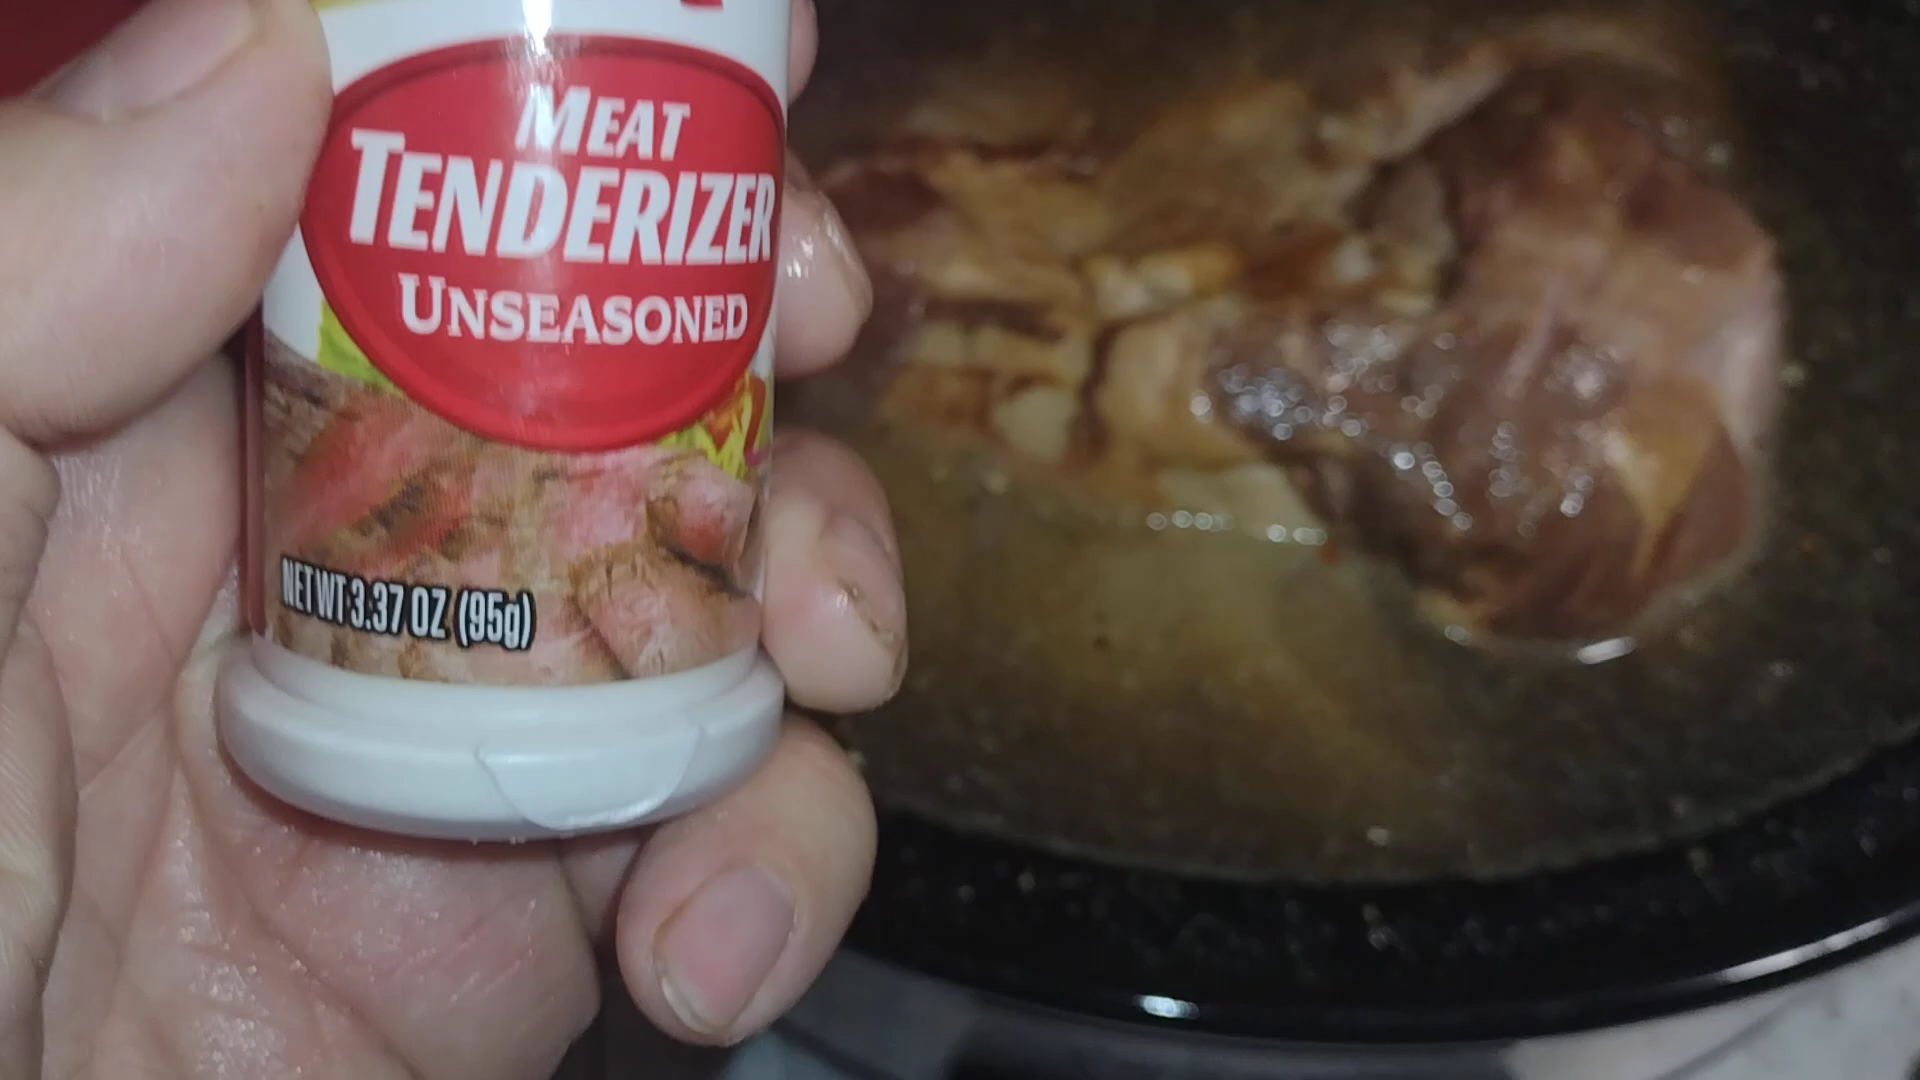 MEAT
TENDERIZER
UNSEASONED
NET WT 3.37 OZ (95g)